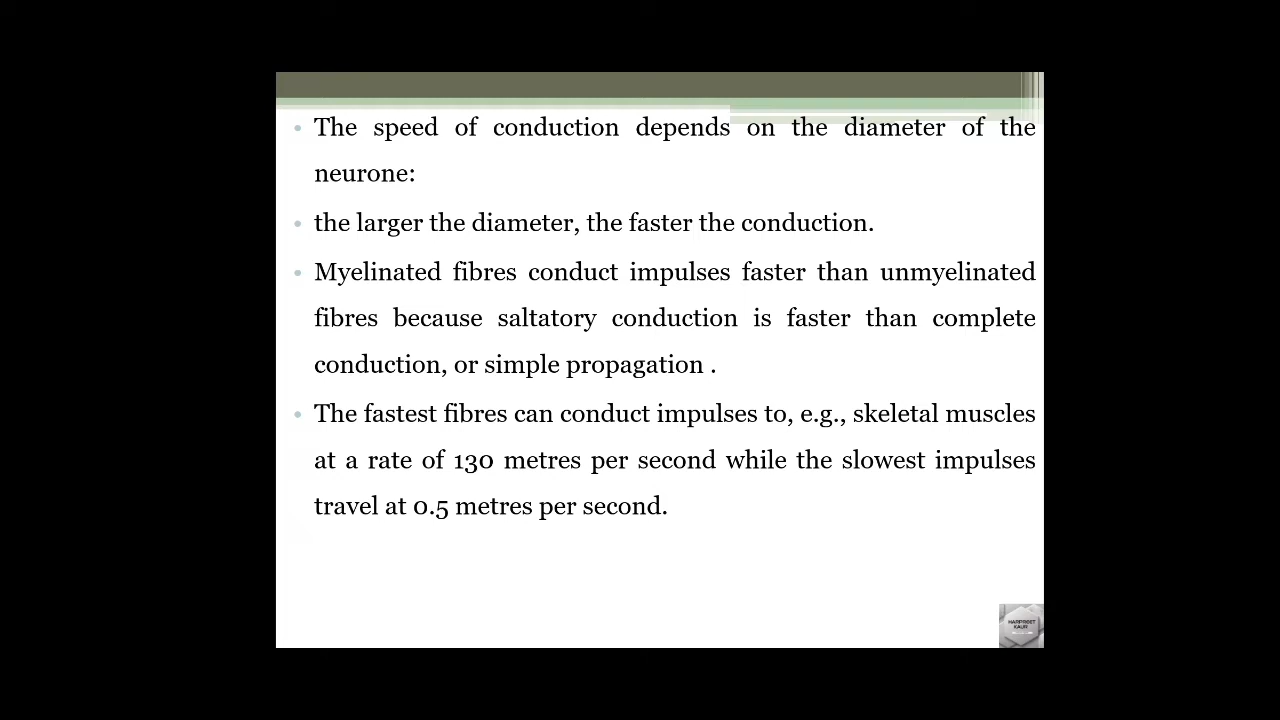 • The speed of conduction depends on the diameter of the
neurone:
• the larger the diameter, the faster the conduction.
• Myelinated fibres conduct impulses faster than unmyelinated
fibres because saltatory conduction is faster than complete
conduction, or simple propagation .
• The fastest fibres can conduct impulses to, e.g., skeletal muscles
at a rate of 130 metres per second while the slowest impulses
travel at 0.5 metres per second.
HARPREET
KAUR